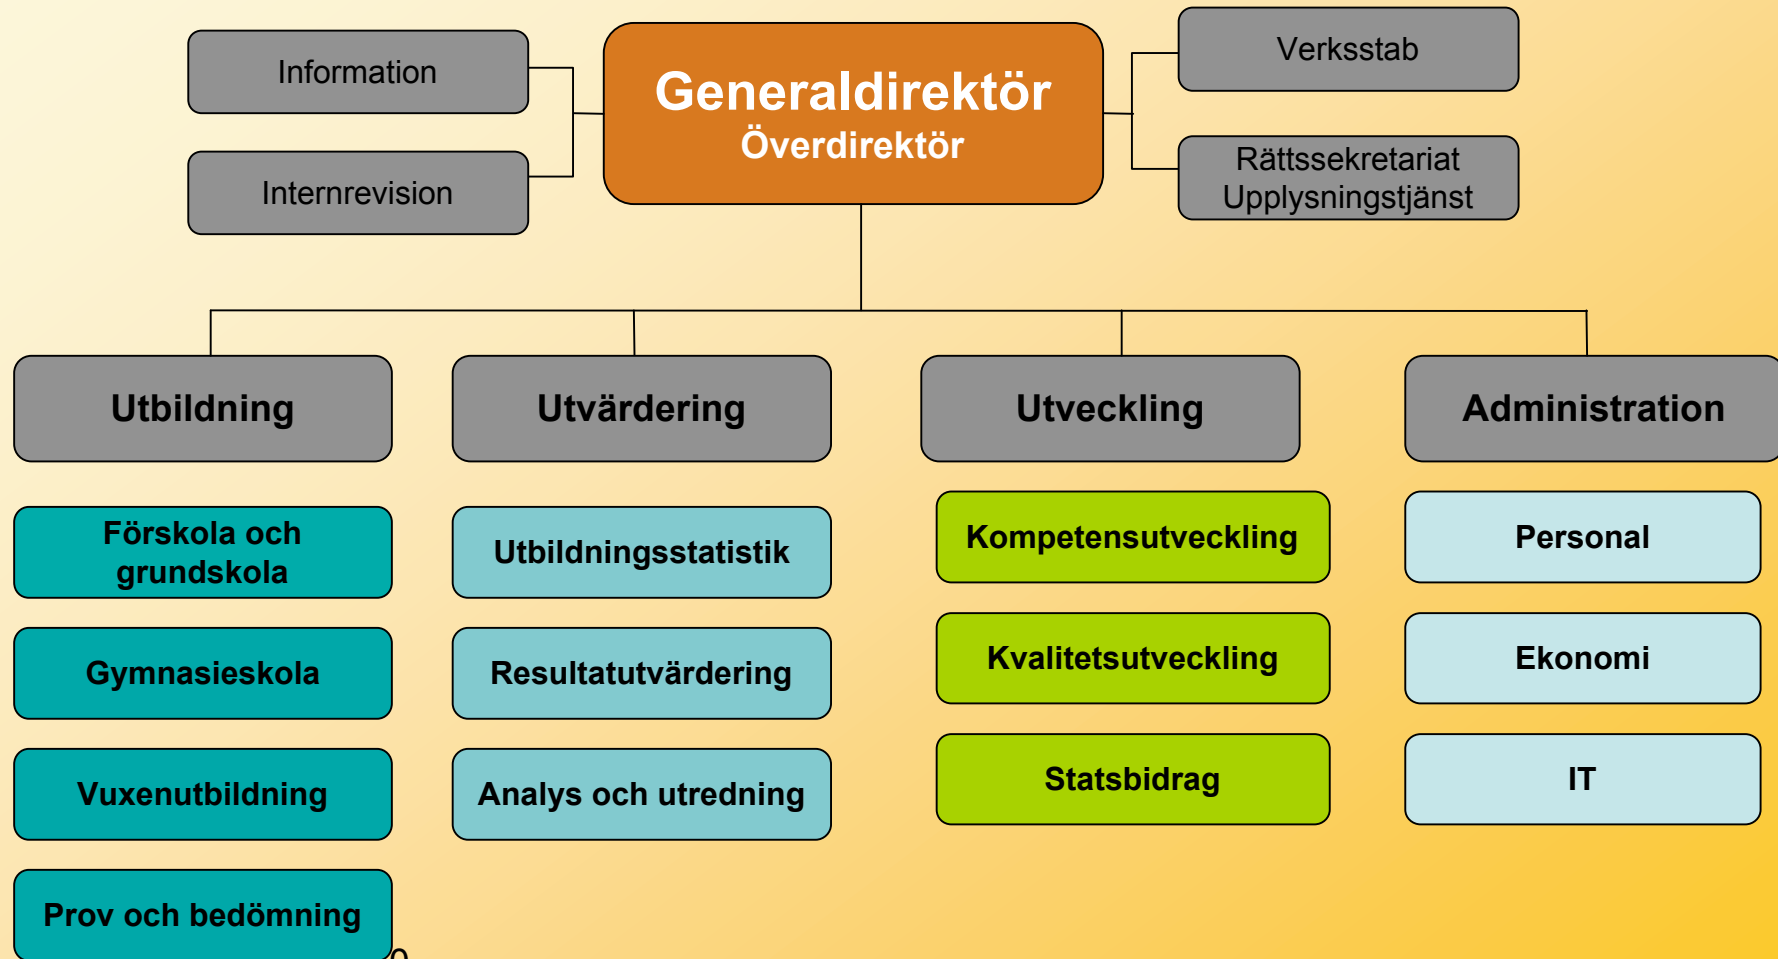 Information
Generaldirektör
Överdirektör
Verksstab
Internrevision
Rättssekretariat
Upplysningstjänst
Utbildning
Utvärdering
Utveckling
Administration
Förskola och
grundskola
Utbildningsstatistik
Kompetensutveckling
Personal
Gymnasieskola
Resultatutvärdering
Kvalitetsutveckling
Ekonomi
Vuxenutbildning
Analys och utredning
Statsbidrag
IT
Prov och bedömning